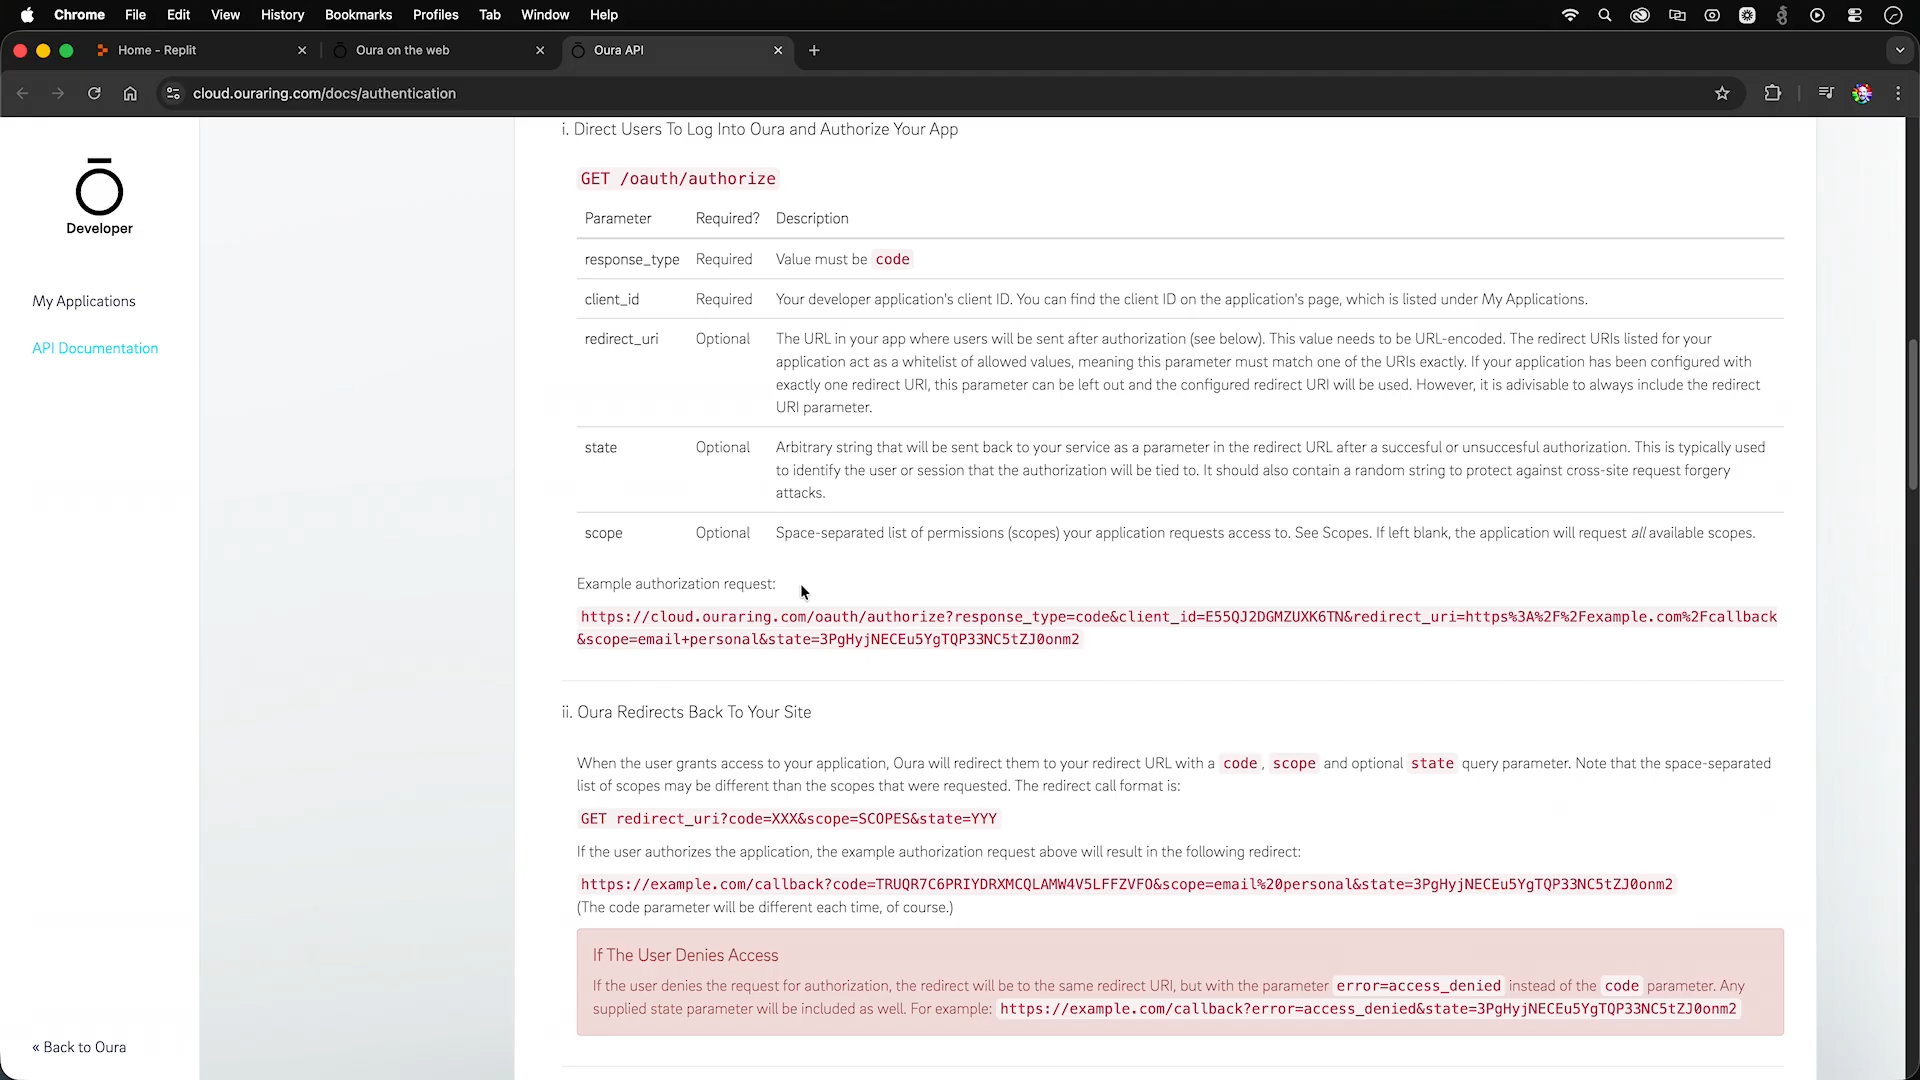 Chrome File Edit View History Bookmarks Profiles Tab Window Help
Home - Replit Oura on the web Oura API
cloud.ouraring.com/docs/authentication
Developer
My Applications
API Documentation
« Back to Oura
i. Direct Users To Log Into Oura and Authorize Your App
GET /oauth/authorize
Parameter Required? Description
response_type Required Value must be code
client_id Required Your developer application's client ID. You can find the client ID on the application's page, which is listed under My Applications.
redirect_uri Optional The URL in your app where users will be sent after authorization (see below). This value needs to be URL-encoded. The redirect URIs listed for your
application act as a whitelist of allowed values, meaning this parameter must match one of the URIs exactly. If your application has been configured with
exactly one redirect URI, this parameter can be left out and the configured redirect URI will be used. However, it is adivisable to always include the redirect
URI parameter.
state Optional Arbitrary string that will be sent back to your service as a parameter in the redirect URL after a succesful or unsuccesful authorization. This is typically used
to identify the user or session that the authorization will be tied to. It should also contain a random string to protect against cross-site request forgery
attacks.
scope Optional Space-separated list of permissions (scopes) your application requests access to. See Scopes. If left blank, the application will request all available scopes.
Example authorization request:
https://cloud.ouraring.com/oauth/authorize?response_type=code&client_id=E55QJ2DGMZUXK6TN&redirect_uri=https%3A%2F%2Fexample.com%2Fcallback
&scope=email+personal&state=3PgHyjNECEu5YgTQP33NC5tZJ0onm2
ii. Oura Redirects Back To Your Site
When the user grants access to your application, Oura will redirect them to your redirect URL with a code, scope and optional state query parameter. Note that the space-separated
list of scopes may be different than the scopes that were requested. The redirect call format is:
GET redirect_uri?code=XXX&scope=SCOPES&state=YYY
If the user authorizes the application, the example authorization request above will result in the following redirect:
https://example.com/callback?code=TRUQR7C6PRIYDRXMCQLAMW4V5LFFZVFO&scope=email%20personal&state=3PgHyjNECEu5YgTQP33NC5tZJ0onm2
(The code parameter will be different each time, of course.)
If The User Denies Access
If the user denies the request for authorization, the redirect will be to the same redirect URI, but with the parameter error=access_denied instead of the code parameter. Any
supplied state parameter will be included as well. For example: https://example.com/callback?error=access_denied&state=3PgHyjNECEu5YgTQP33NC5tZJ0onm2